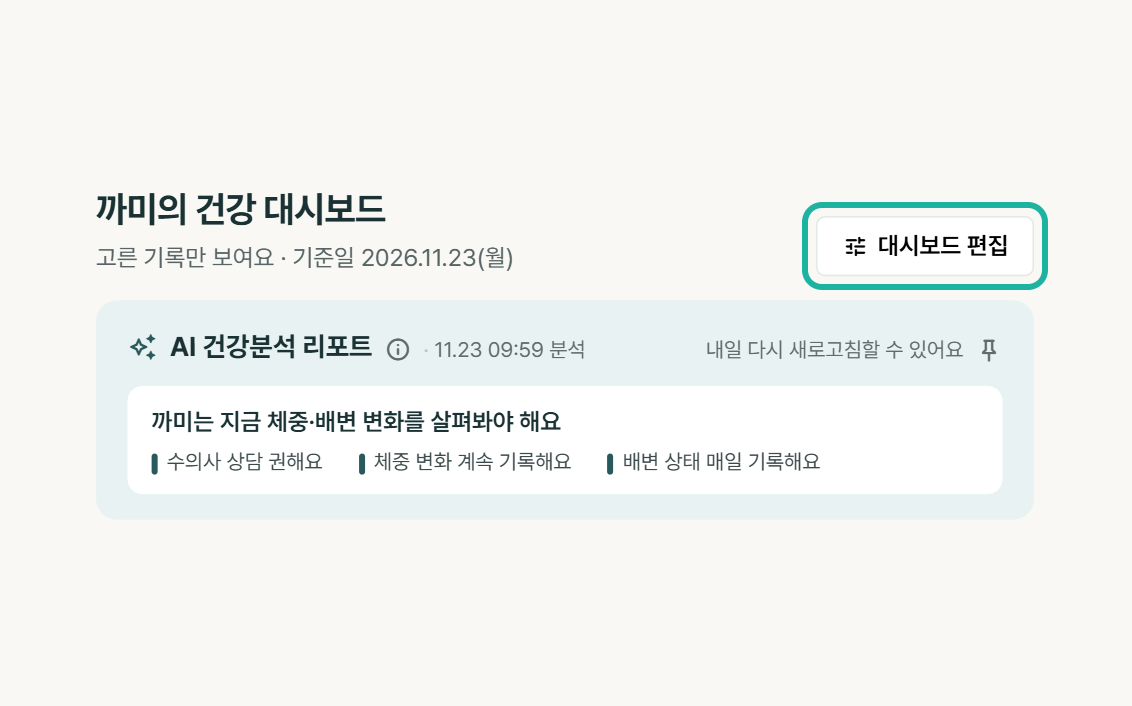 까미의 건강 대시보드
고른 기록만 보여요 · 기준일 2026.11.23(월)
대시보드 편집
AI 건강분석 리포트 · 11.23 09:59 분석
내일 다시 새로고침할 수 있어요
까미는 지금 체중·배변 변화를 살펴봐야 해요
수의사 상담 권해요 체중 변화 계속 기록해요 배변 상태 매일 기록해요